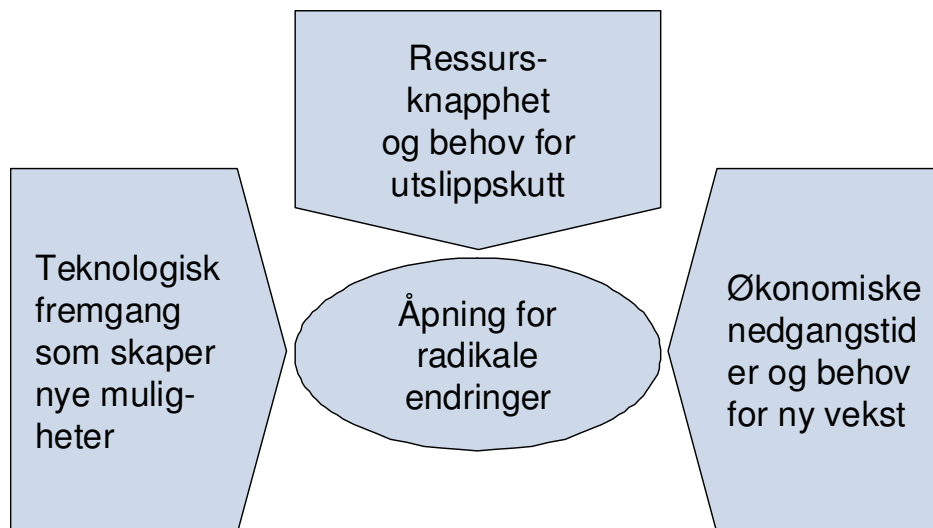 Ressurs-
knapphet
og behov for
utslippskutt
Teknologisk
fremgang
som skaper
nye mulig-
heter
Åpning for
radikale
endringer
Økonomiske
nedgangstid
er og behov
for ny vekst